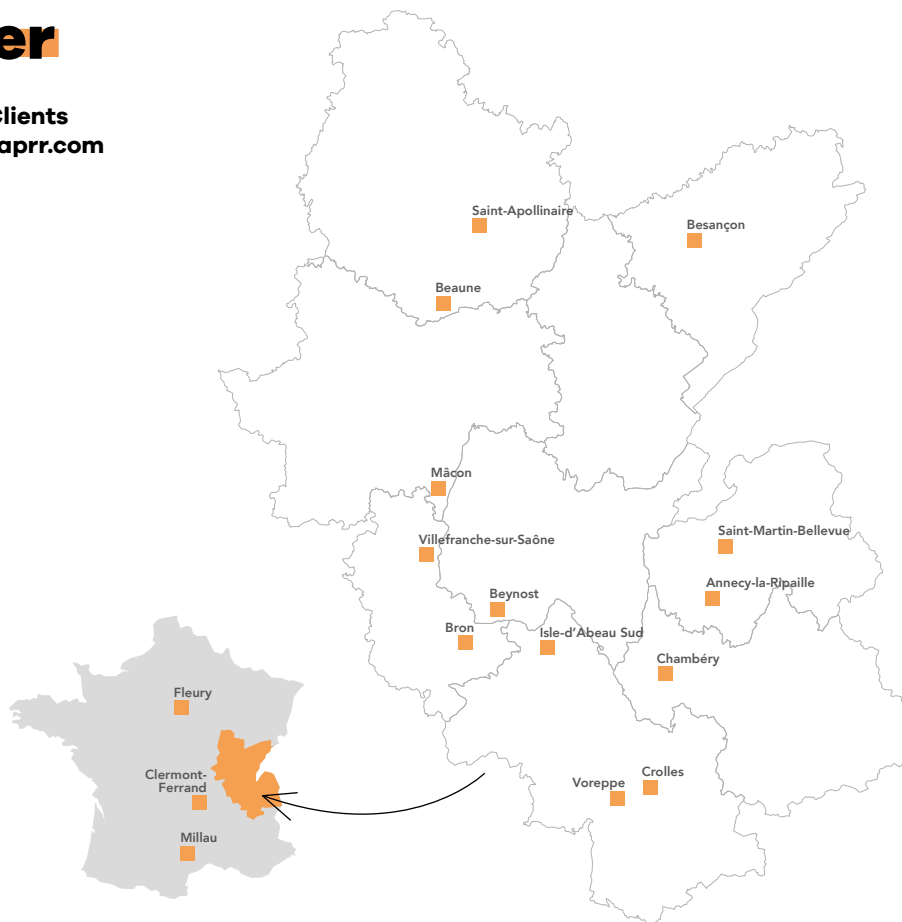 er
Clients
aprr.com
Saint-Apollinaire
Besançon
Beaune
Mâcon
Villefranche-sur-Saône
Saint-Martin-Bellevue
Annecy-la-Ripaille
Beynost
Bron
Isle-d'Abeau Sud
Chambéry
Voreppe
Crolles
Fleury
Clermont-
Ferrand
Millau